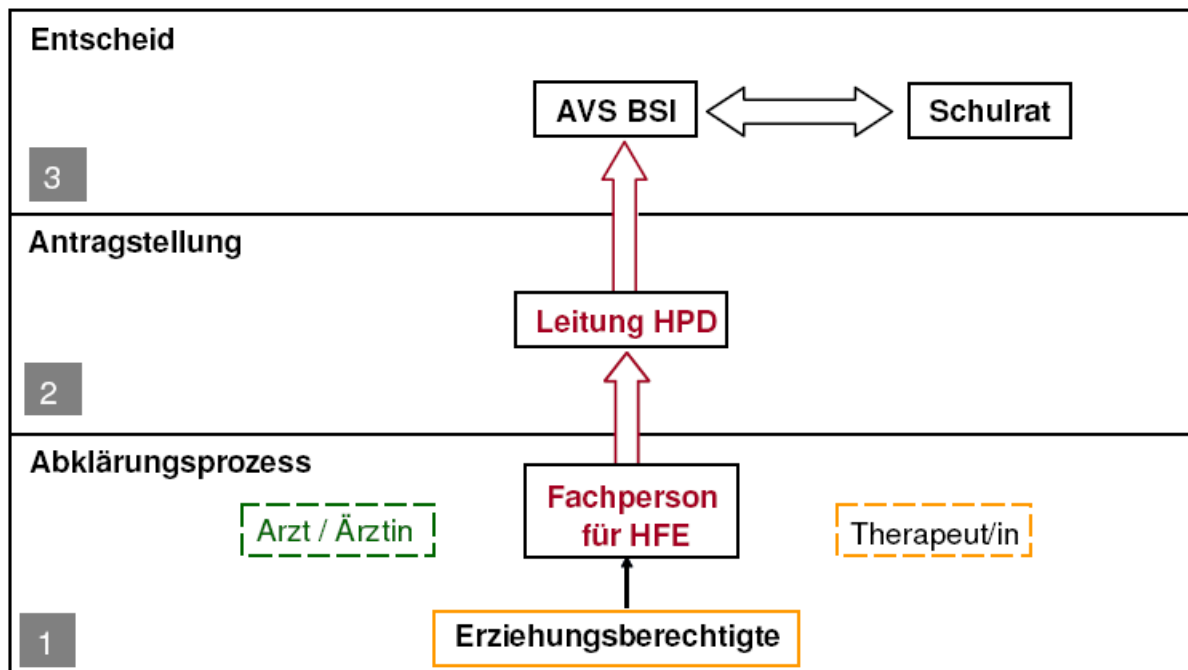 Entscheid
AVS BSI
Schulrat
3
Antragstellung
Leitung HPD
2
Abklärungsprozess
Fachperson
für HFE
Arzt / Ärztin
Therapeut/in
Erziehungsberechtigte
1